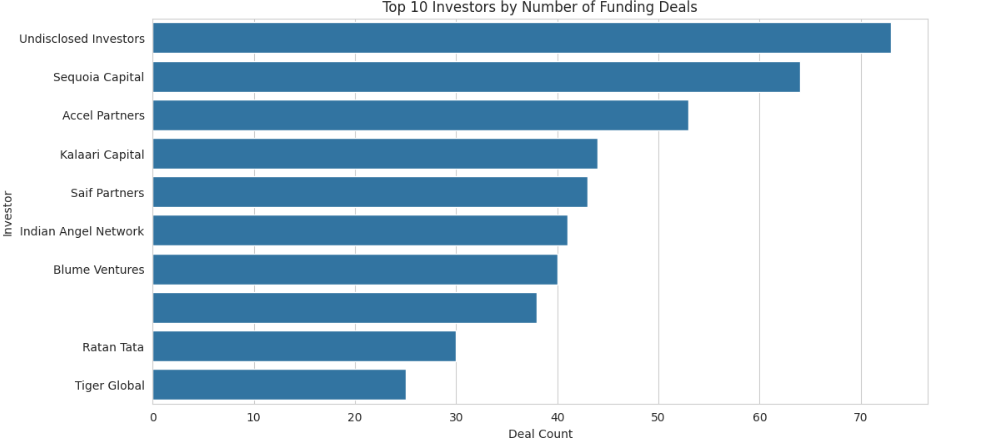 Top 10 Investors by Number of Funding Deals
Undisclosed Investors
Sequoia Capital
Accel Partners
Kalaari Capital
Saif Partners
Indian Angel Network
Blume Ventures
Ratan Tata
Tiger Global
Investor
0 10 20 30 40 50 60 70
Deal Count